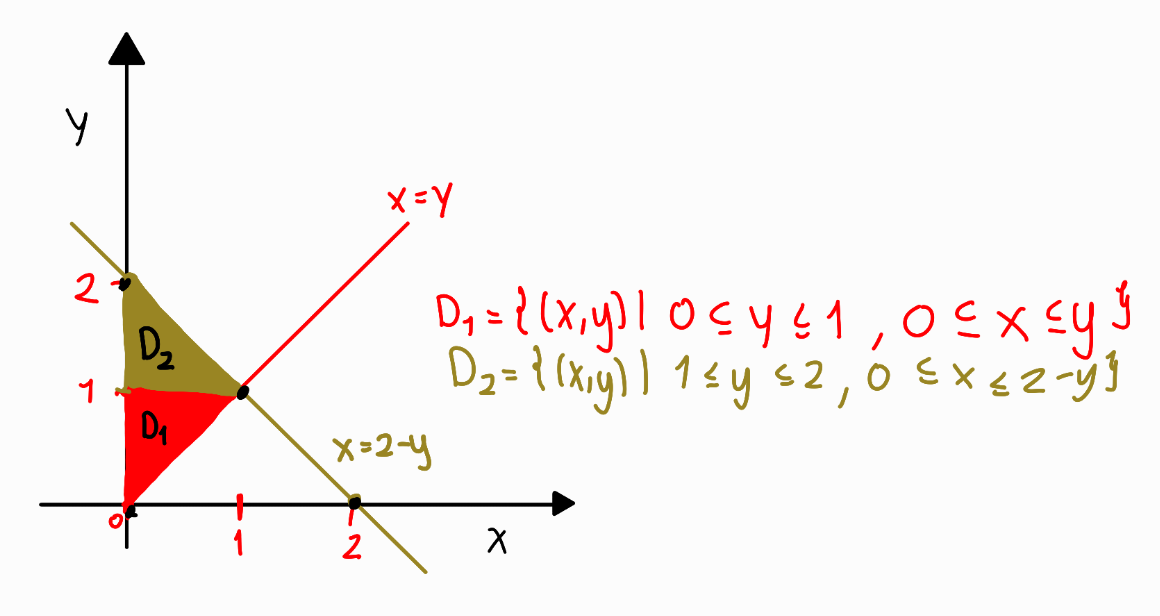 y
x=y
2
D₁={(x,y)| 0≤y≤1, 0≤x≤y}
D₂={(x,y)| 1≤y≤2, 0≤x≤2-y}
D₂
1
D₁
x=2-y
0
1
2
x